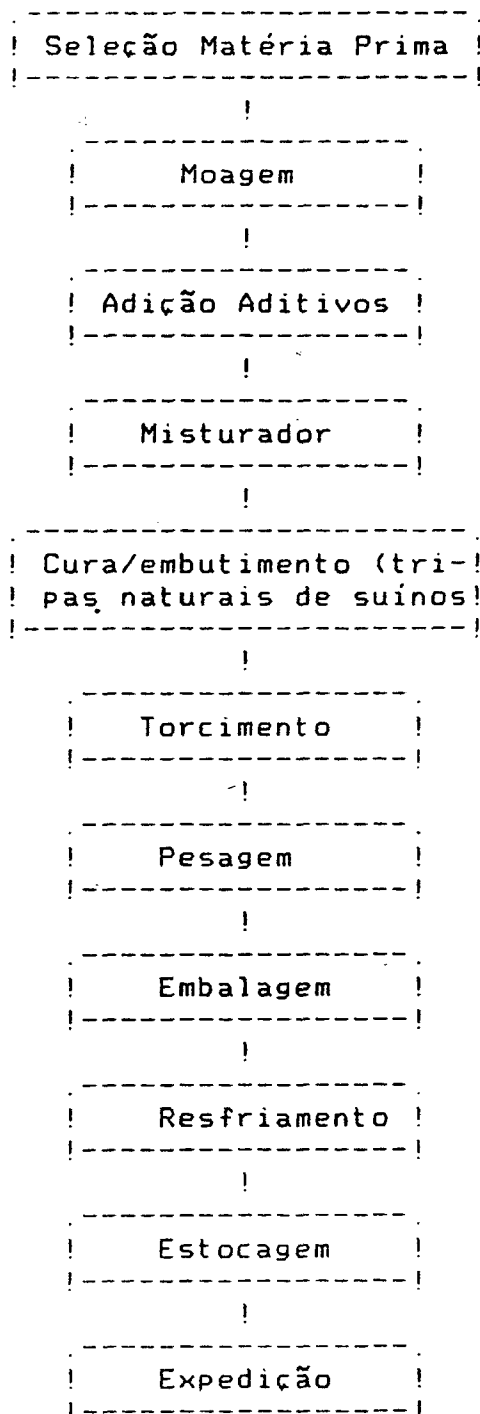 Seleção Matéria Prima
Moagem
Adição Aditivos
Misturador
Cura/embutimento (tri-
pas naturais de suínos
Torcimento
Pesagem
Embalagem
Resfriamento
Estocagem
Expedição